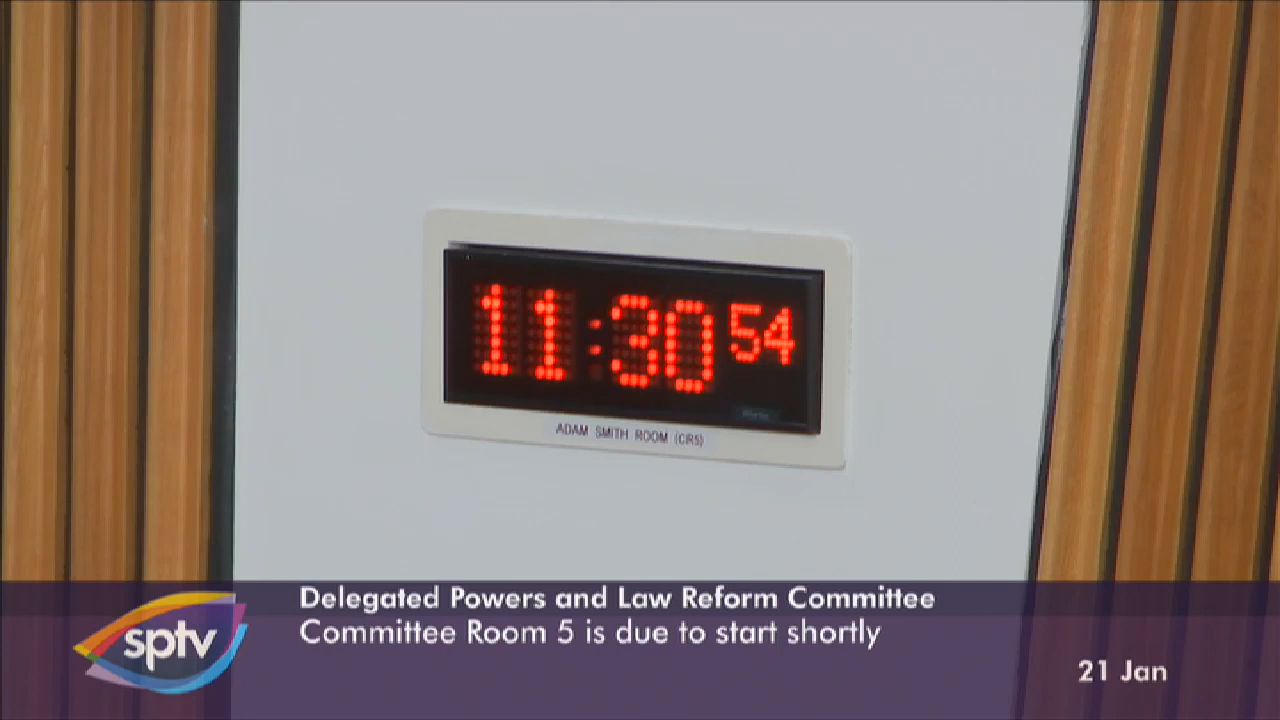 11:30 54
ADAM SMITH ROOM (CR5)
Delegated Powers and Law Reform Committee
Committee Room 5 is due to start shortly
sptv
21 Jan